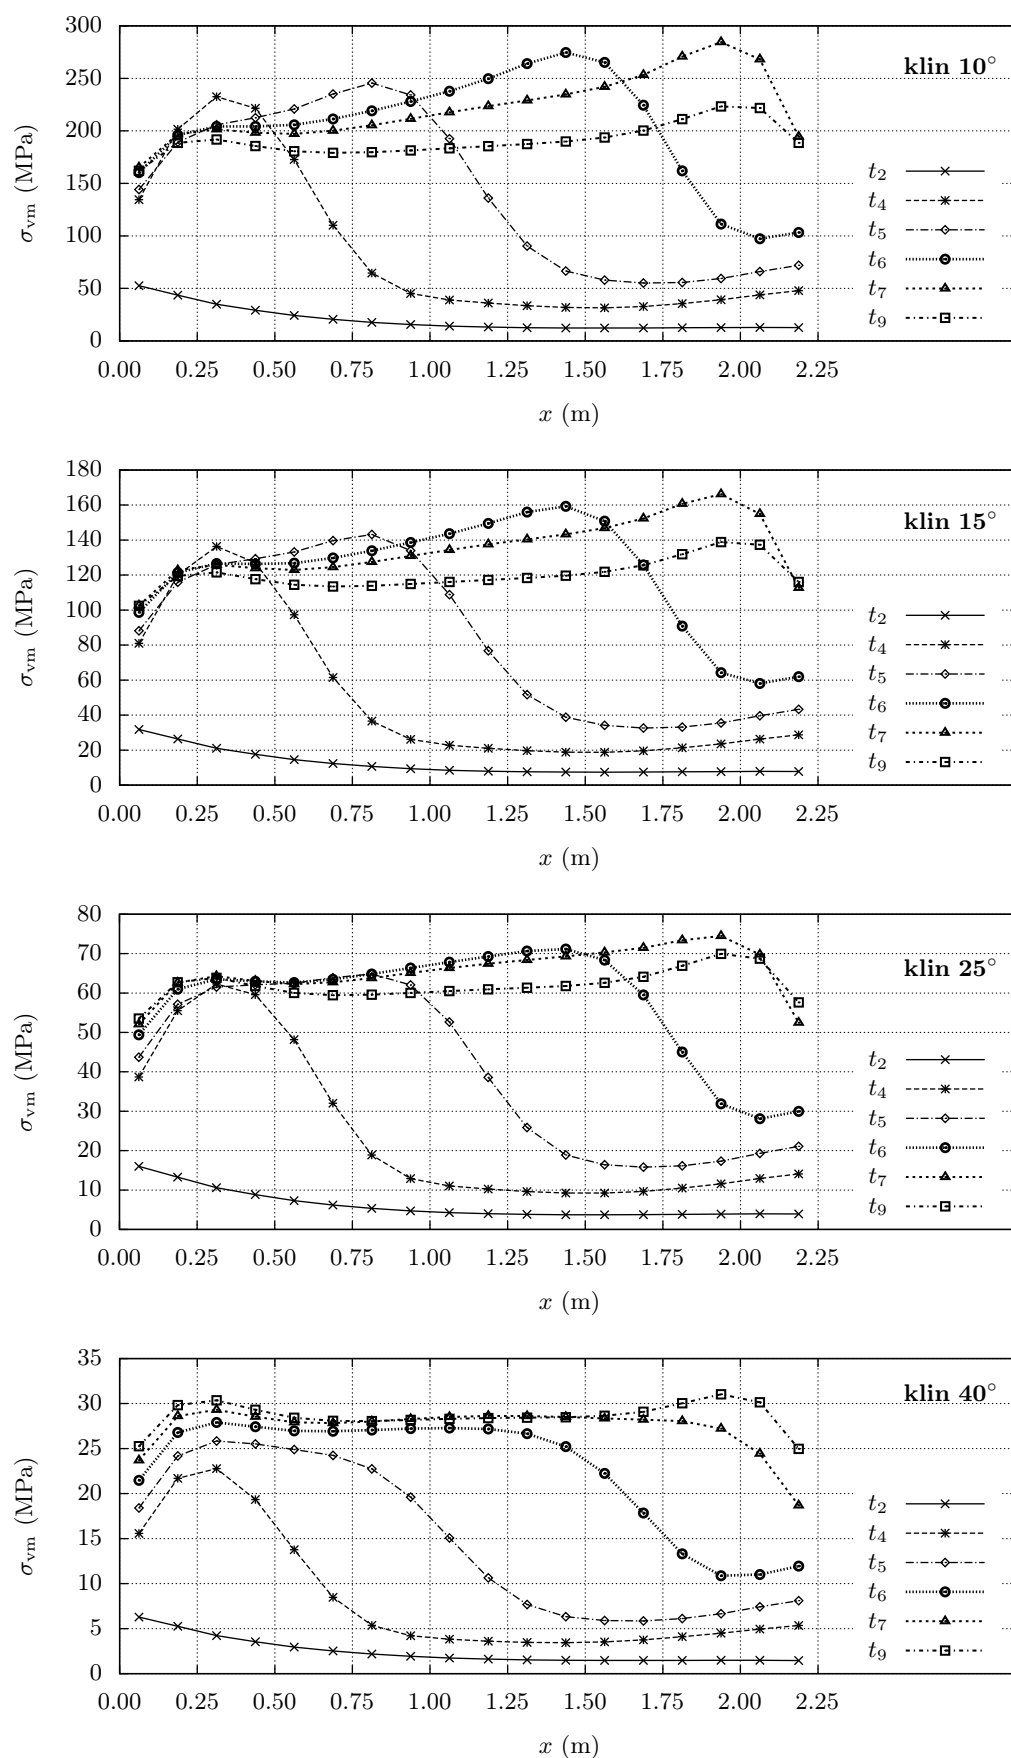 300
250
200
150
100
50
0
σvm (MPa)
klin 10°
t2
t4
t5
t6
t7
t9
0.00 0.25 0.50 0.75 1.00 1.25 1.50 1.75 2.00 2.25
x (m)
180
160
140
120
100
80
60
40
20
0
σvm (MPa)
klin 15°
t2
t4
t5
t6
t7
t9
0.00 0.25 0.50 0.75 1.00 1.25 1.50 1.75 2.00 2.25
x (m)
80
70
60
50
40
30
20
10
0
σvm (MPa)
klin 25°
t2
t4
t5
t6
t7
t9
0.00 0.25 0.50 0.75 1.00 1.25 1.50 1.75 2.00 2.25
x (m)
35
30
25
20
15
10
5
0
σvm (MPa)
klin 40°
t2
t4
t5
t6
t7
t9
0.00 0.25 0.50 0.75 1.00 1.25 1.50 1.75 2.00 2.25
x (m)